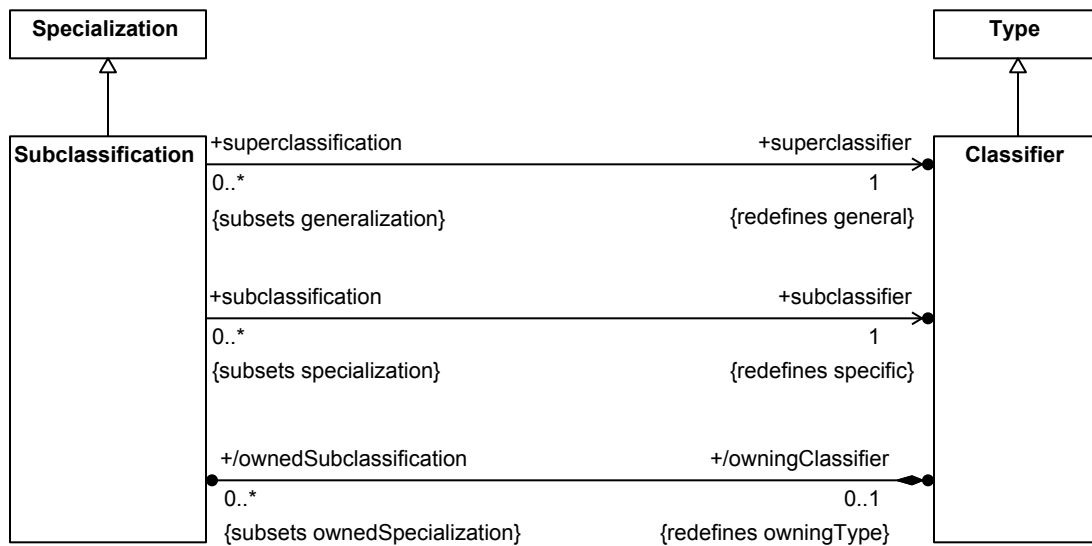 Specialization
Type
Subclassification
Classifier
+superclassification
+superclassifier
0..*
1
{subsets generalization}
{redefines general}
+subclassification
+subclassifier
0..*
1
{subsets specialization}
{redefines specific}
+/ownedSubclassification
+/owningClassifier
0..*
0..1
{subsets ownedSpecialization}
{redefines owningType}